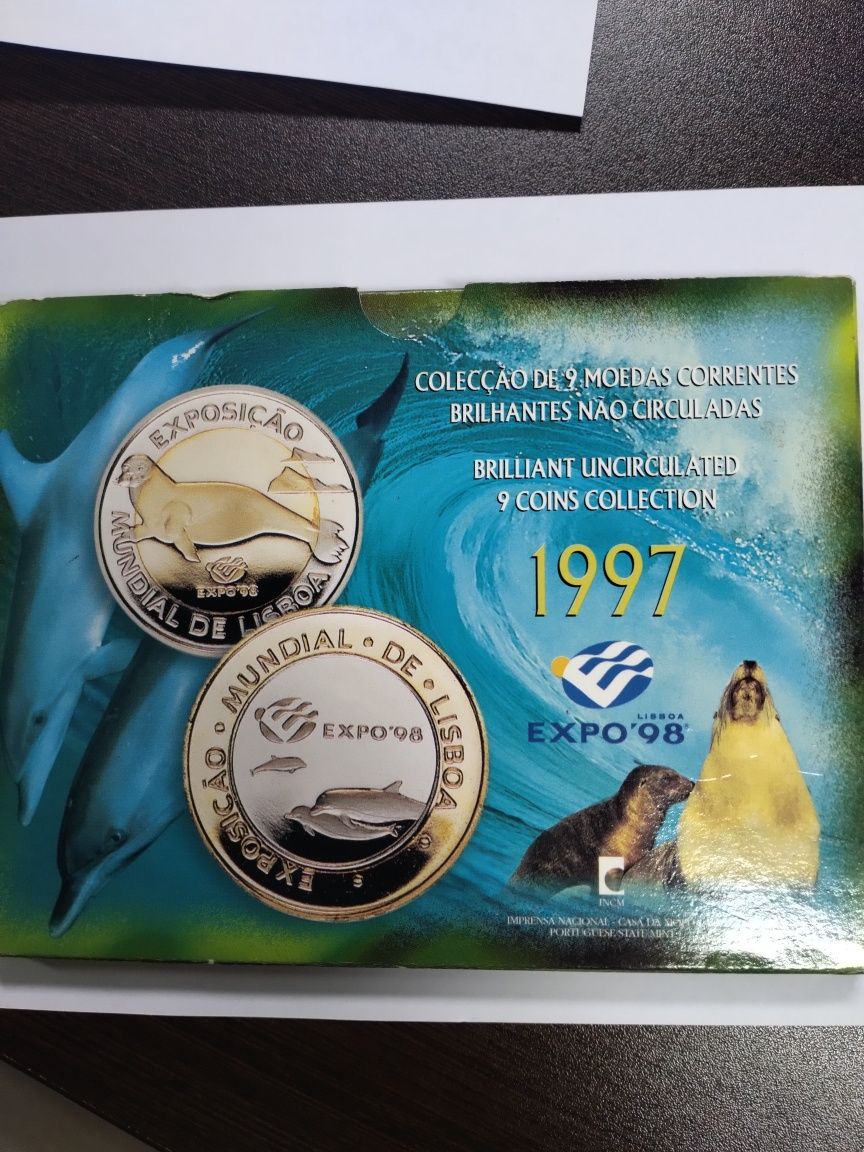 COLECÇÃO DE 9 MOEDAS CORRENTES
BRILHANTES NÃO CIRCULADAS
BRILLIANT UNCIRCULATED
9 COINS COLLECTION
1997
LISBOA
EXPO'98
EXPOSIÇÃO
MUNDIAL DE LISBOA
EXPO'98
EXPOSIÇÃO • MUNDIAL • DE • LISBOA
EXPO'98
INCM
IMPRENSA NACIONAL - CASA DA
PORTUGUESE STATE MINT